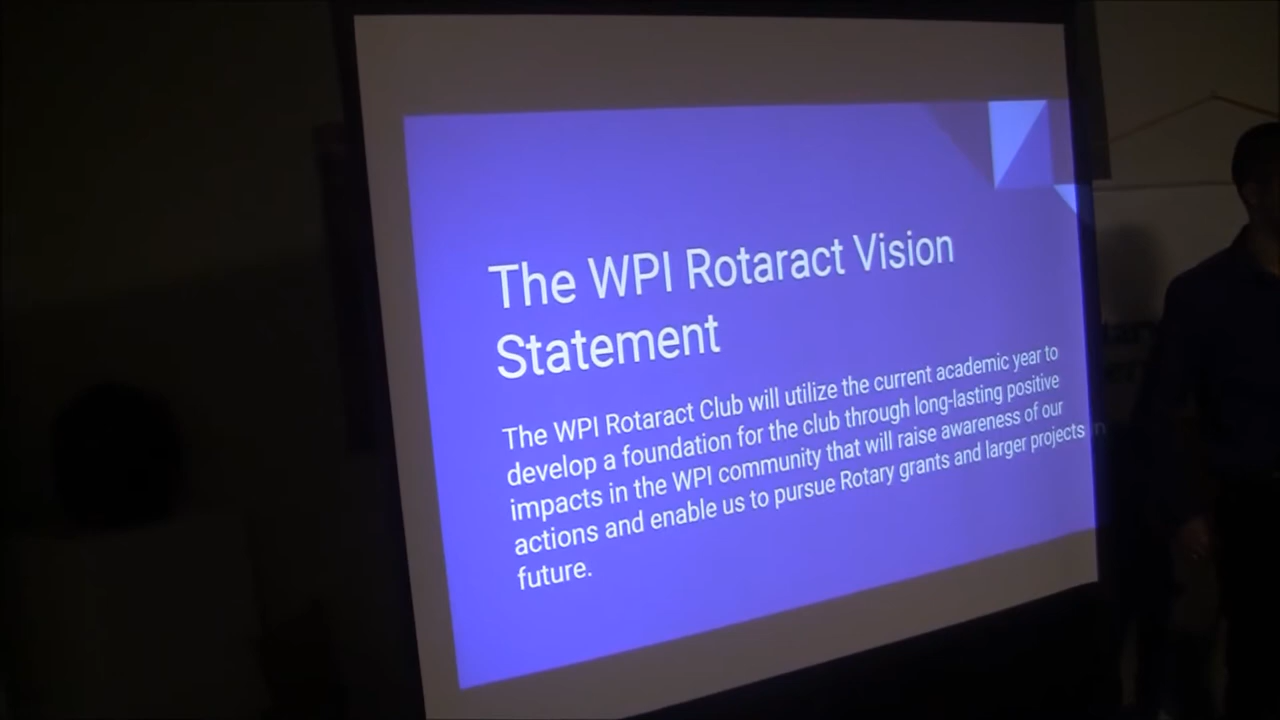 The WPI Rotaract Vision
Statement
The WPI Rotaract Club will utilize the current academic year to
develop a foundation for the club through long-lasting positive
impacts in the WPI community that will raise awareness of our
actions and enable us to pursue Rotary grants and larger projects in
future.